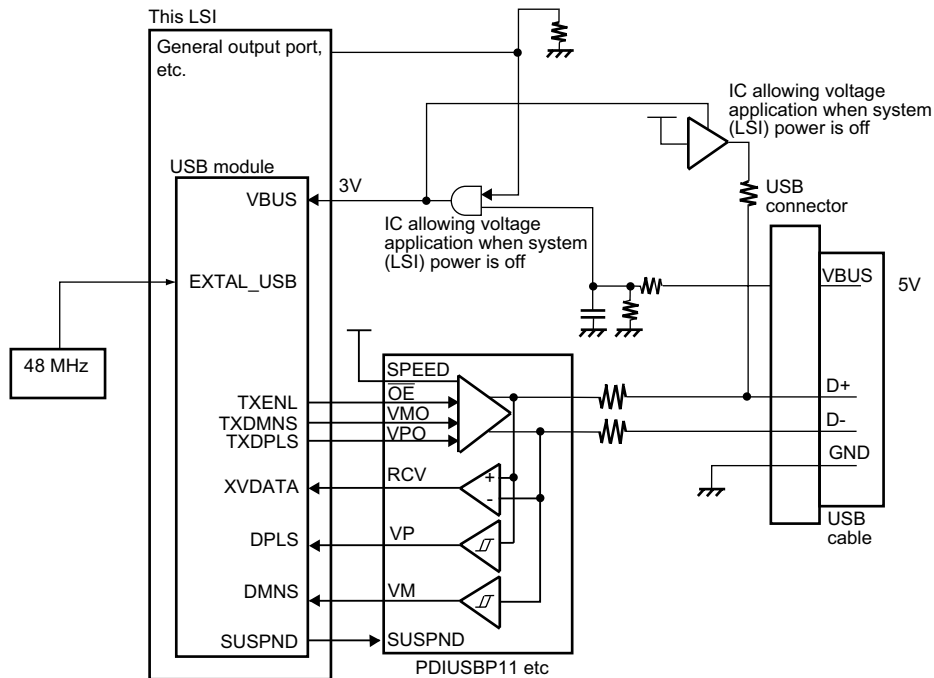 This LSI
General output port,
etc.
IC allowing voltage
application when system
(LSI) power is off
USB module
VBUS
3V
IC allowing voltage
application when system
(LSI) power is off
USB
connector
EXTAL_USB
VBUS
5V
48 MHz
SPEED
TXENL
OE
TXDMNS
VMO
TXDPLS
VPO
D+
D-
GND
XVDATA
RCV
+
-
USB
cable
DPLS
VP
DMNS
VM
SUSPND
SUSPND
PDIUSBP11 etc